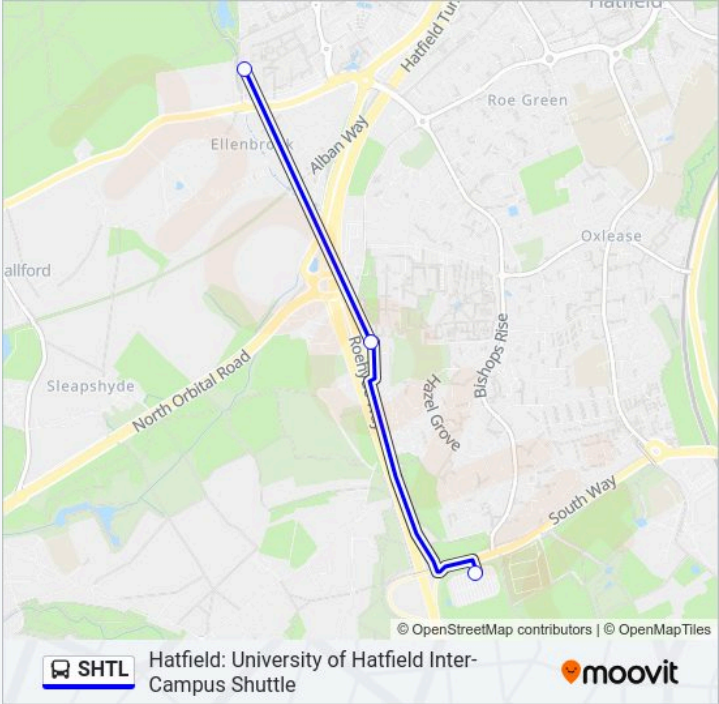 Hatfield
Hatfield Tun
Roe Green
Alban Way
Ellenbrook
Oxlease
allford
Bishops Rise
Sleapshyde
North Orbital Road
Hazel Grove
South Way
© OpenStreetMap contributors | © OpenMapTiles
SHTL
Hatfield: University of Hatfield Inter-
Campus Shuttle
moovit